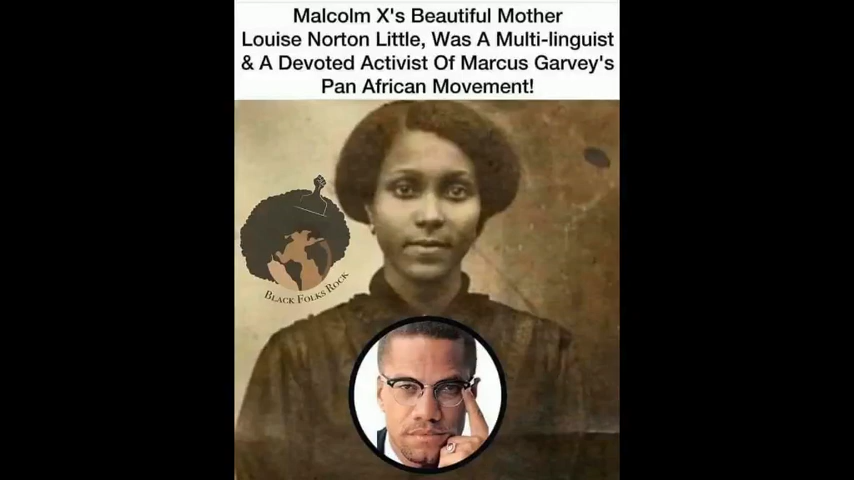 Malcolm X's Beautiful Mother
Louise Norton Little, Was A Multi-linguist
& A Devoted Activist Of Marcus Garvey's
Pan African Movement!
BLACK FOLKS ROCK